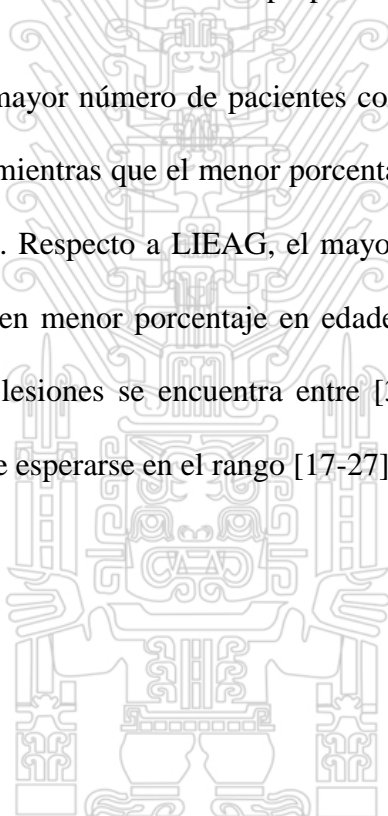 mayor número de pacientes co
mientras que el menor porcenta
. Respecto a LIEAG, el mayo
en menor porcentaje en edade
lesiones se encuentra entre [3
e esperarse en el rango [17-27]